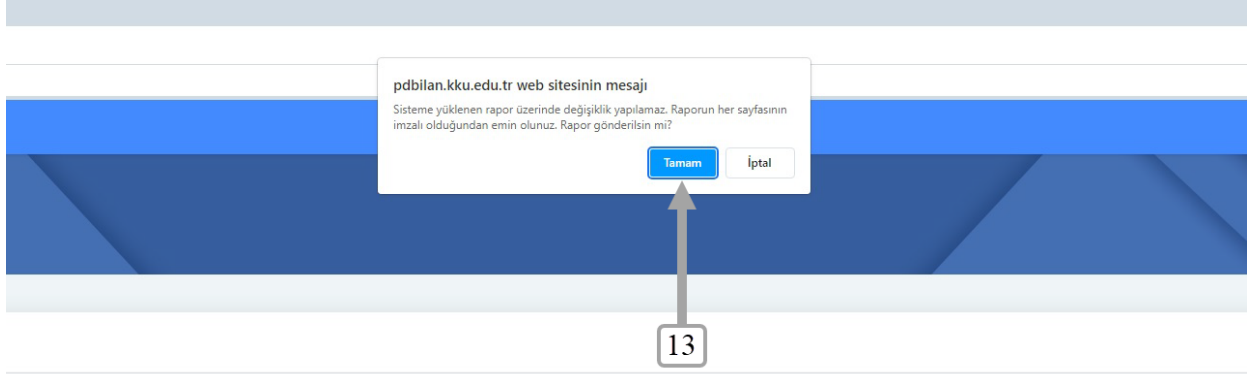 pdbilan.kku.edu.tr web sitesinin mesajı
Sisteme yüklenen rapor üzerinde değişiklik yapılamaz. Raporun her sayfasının
imzalı olduğundan emin olunuz. Rapor gönderilsin mi?
Tamam İptal
13